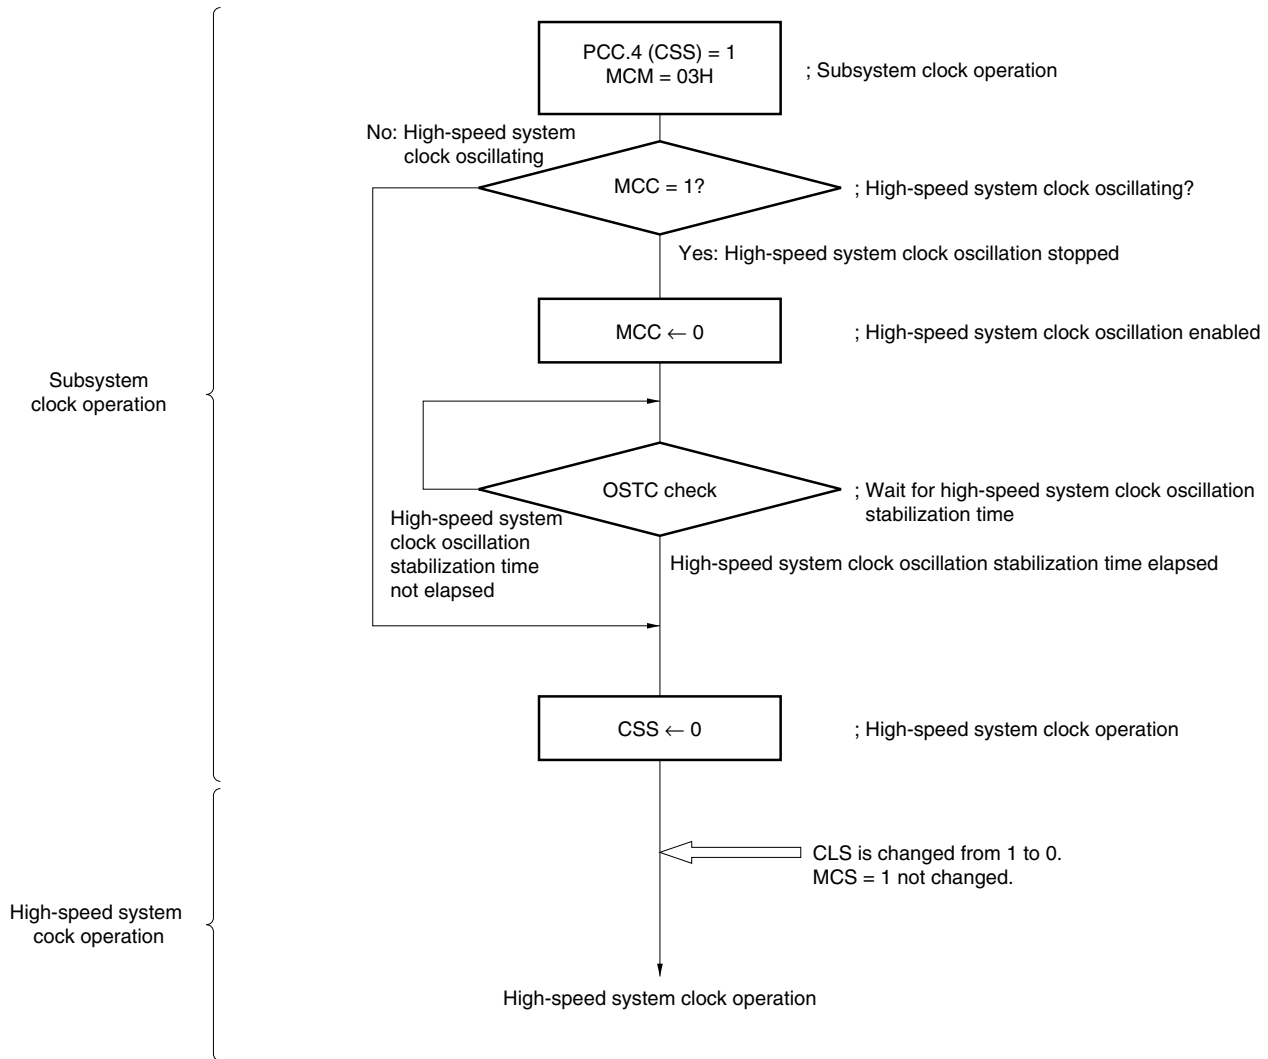 PCC.4 (CSS) = 1
MCM = 03H
; Subsystem clock operation
No: High-speed system
clock oscillating
MCC = 1?
; High-speed system clock oscillating?
Yes: High-speed system clock oscillation stopped
MCC ← 0
; High-speed system clock oscillation enabled
Subsystem
clock operation
OSTC check
; Wait for high-speed system clock oscillation
stabilization time
High-speed system
clock oscillation
stabilization time
not elapsed
High-speed system clock oscillation stabilization time elapsed
CSS ← 0
; High-speed system clock operation
CLS is changed from 1 to 0.
MCS = 1 not changed.
High-speed system
cock operation
High-speed system clock operation